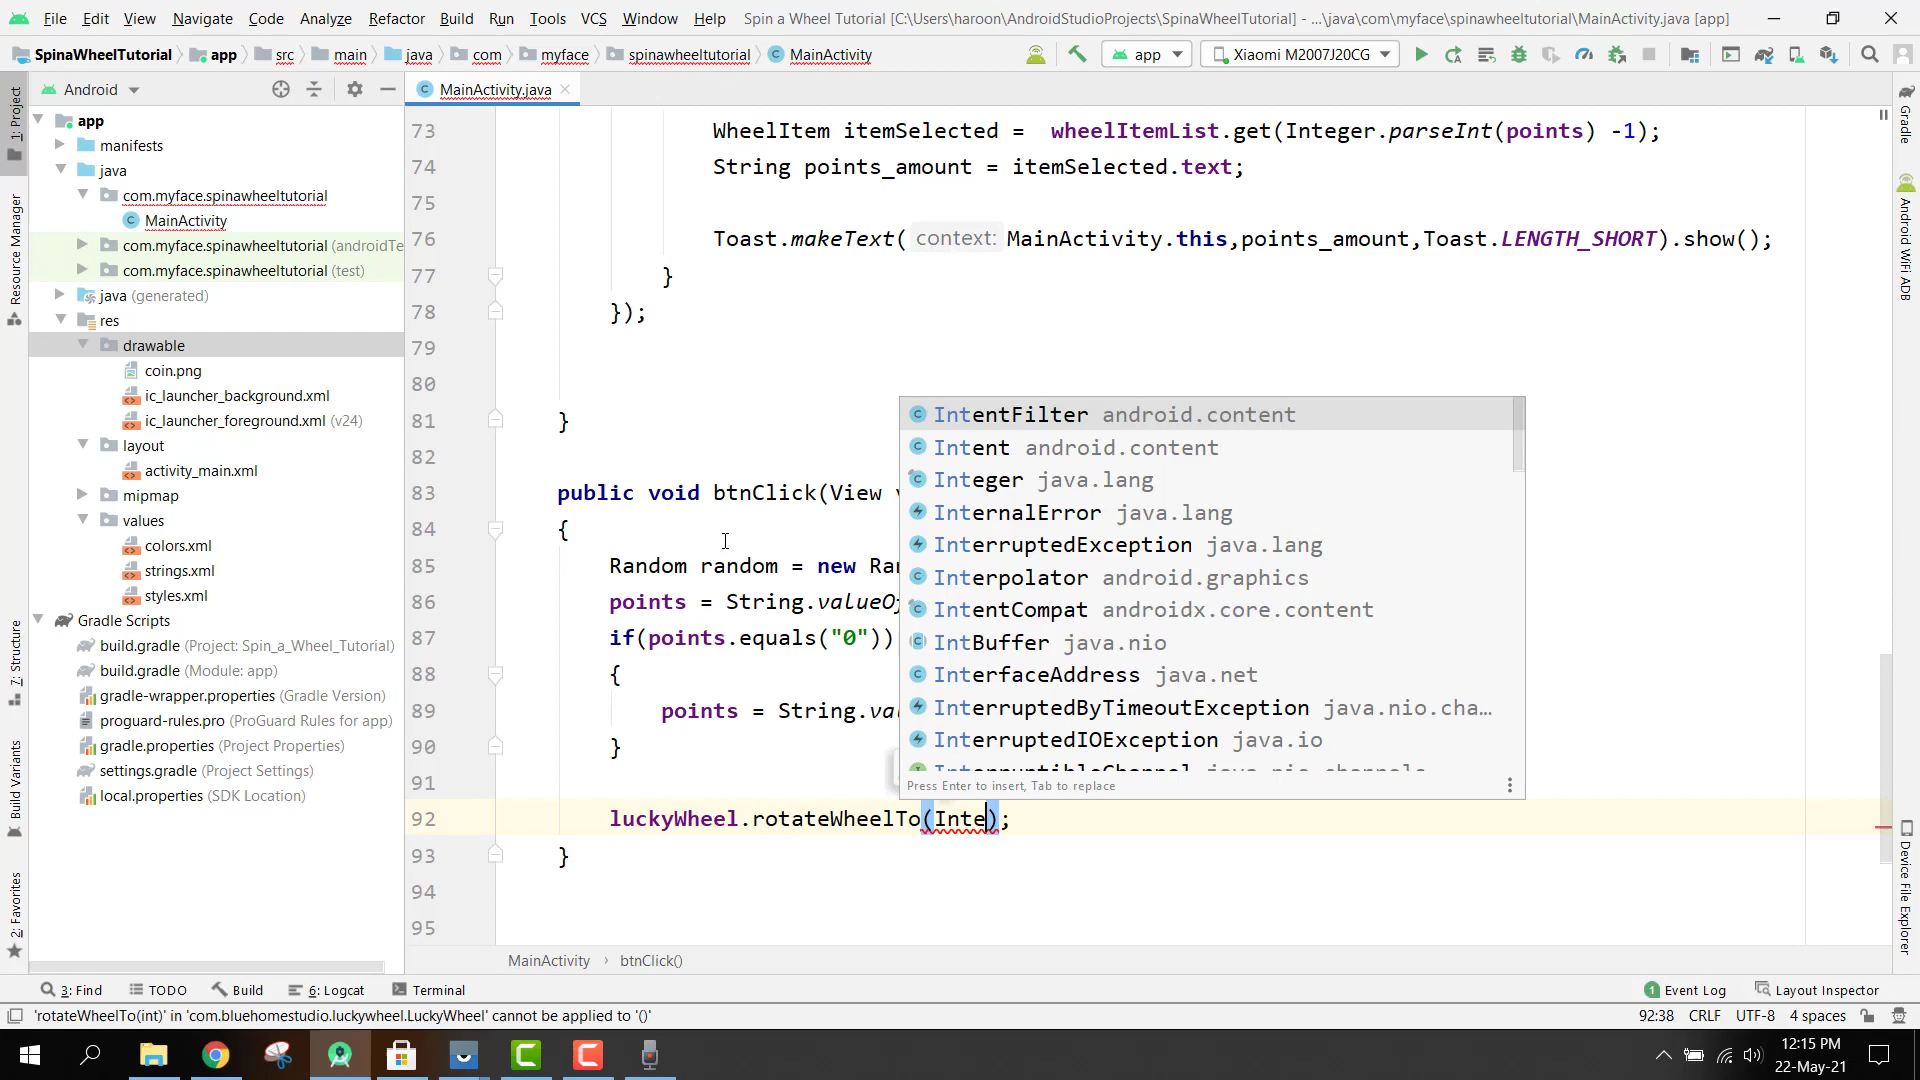 File Edit View Navigate Code Analyze Refactor Build Run Tools VCS Window Help Spin a Wheel Tutorial [C:\Users\haroon\AndroidStudioProjects\SpinaWheelTutorial] - ...\java\com\myface\spinawheeltutorial\MainActivity.java [app]
SpinaWheelTutorial app src main java com myface spinawheeltutorial MainActivity app Xiaomi M2007J20CG
Android MainActivity.java
1: Project
Resource Manager
7: Structure
Build Variants
2: Favorites
app
manifests
java
com.myface.spinawheeltutorial
MainActivity
com.myface.spinawheeltutorial (androidTe
com.myface.spinawheeltutorial (test)
java (generated)
res
drawable
coin.png
ic_launcher_background.xml
ic_launcher_foreground.xml (v24)
layout
activity_main.xml
mipmap
values
colors.xml
strings.xml
styles.xml
Gradle Scripts
build.gradle (Project: Spin_a_Wheel_Tutorial)
build.gradle (Module: app)
gradle-wrapper.properties (Gradle Version)
proguard-rules.pro (ProGuard Rules for app)
gradle.properties (Project Properties)
settings.gradle (Project Settings)
local.properties (SDK Location)
73 WheelItem itemSelected = wheelItemList.get(Integer.parseInt(points) -1);
74 String points_amount = itemSelected.text;
75
76 Toast.makeText( context: MainActivity.this,points_amount,Toast.LENGTH_SHORT).show();
77 }
78 });
79
80
81 }
82
83 public void btnClick(View
84 {
85 Random random = new Ran
86 points = String.valueO
87 if(points.equals("0"))
88 {
89 points = String.va
90 }
91
92 luckyWheel.rotateWheelTo(Inte);
93 }
94
95
IntentFilter android.content
Intent android.content
Integer java.lang
InternalError java.lang
InterruptedException java.lang
Interpolator android.graphics
IntentCompat androidx.core.content
IntBuffer java.nio
InterfaceAddress java.net
InterruptedByTimeoutException java.nio.cha...
InterruptedIOException java.io
InterruptibleChannel java.nio.channels
Press Enter to insert, Tab to replace
MainActivity › btnClick()
Gradle
Android WiFi ADB
Device File Explorer
3: Find TODO Build 6: Logcat Terminal 1 Event Log Layout Inspector
'rotateWheelTo(int)' in 'com.bluehomestudio.luckywheel.LuckyWheel' cannot be applied to '()' 92:38 CRLF UTF-8 4 spaces
12:15 PM
22-May-21